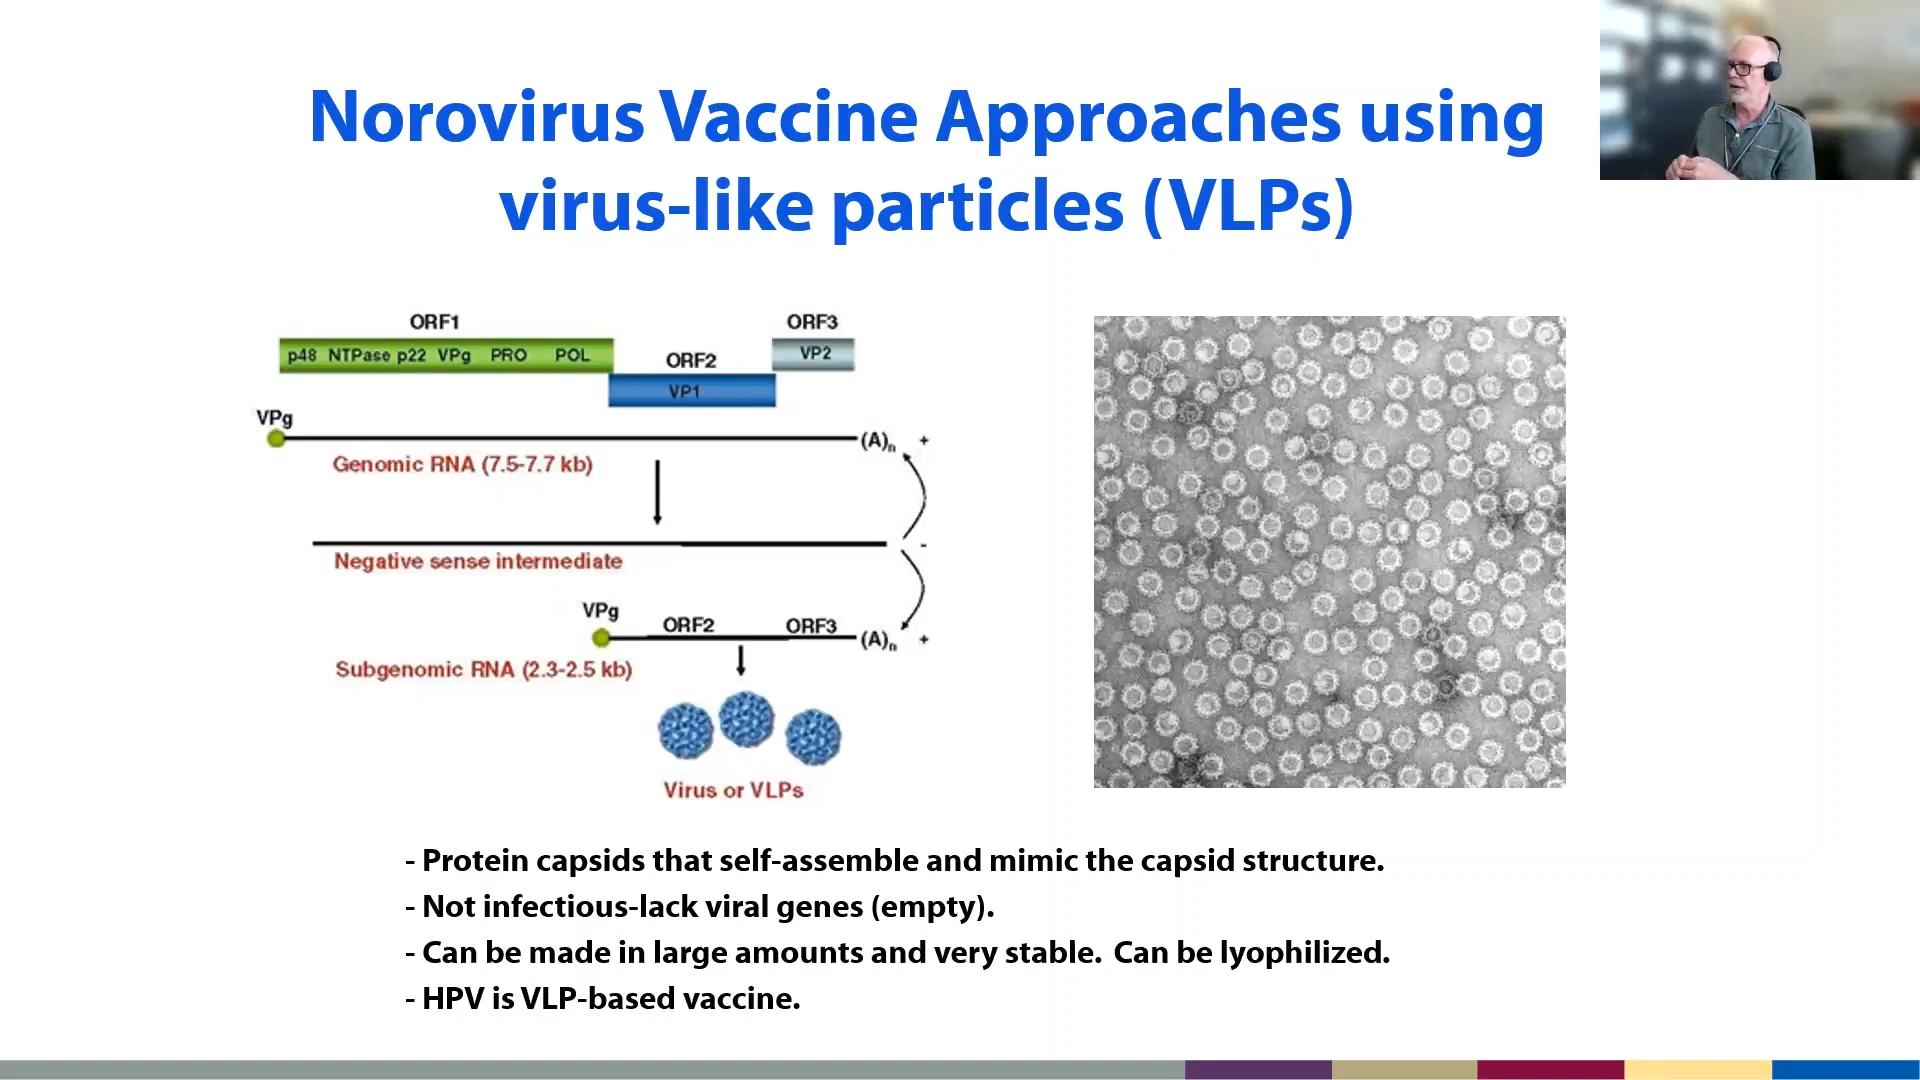 Norovirus Vaccine Approaches using
virus-like particles (VLPs)
ORF1
ORF3
p48 NTPase p22 VPg PRO POL
ORF2
VP2
VP1
VPg
(A)n +
Genomic RNA (7.5-7.7 kb)
-
Negative sense intermediate
VPg
ORF2
ORF3
(A)n +
Subgenomic RNA (2.3-2.5 kb)
Virus or VLPs
- Protein capsids that self-assemble and mimic the capsid structure.
- Not infectious-lack viral genes (empty).
- Can be made in large amounts and very stable. Can be lyophilized.
- HPV is VLP-based vaccine.